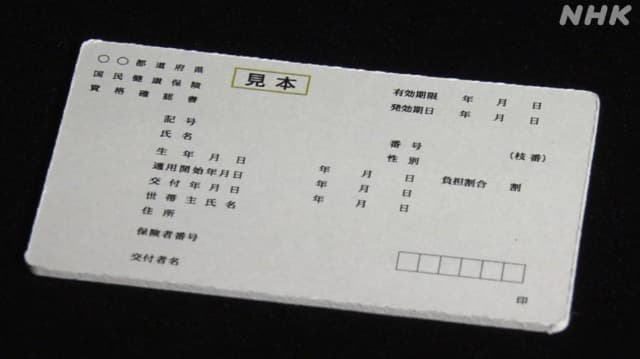 NHK
○○都道府県
国民健康保険
資格確認書
見本
有効期限 年 月 日
発効期日 年 月 日
記号 番号 (枝番)
氏名 性別
生年月日 年 月 日 負担割合 割
適用開始年月日 年 月 日
交付年月日 年 月 日
世帯主氏名
住所
保険者番号
交付者名 印